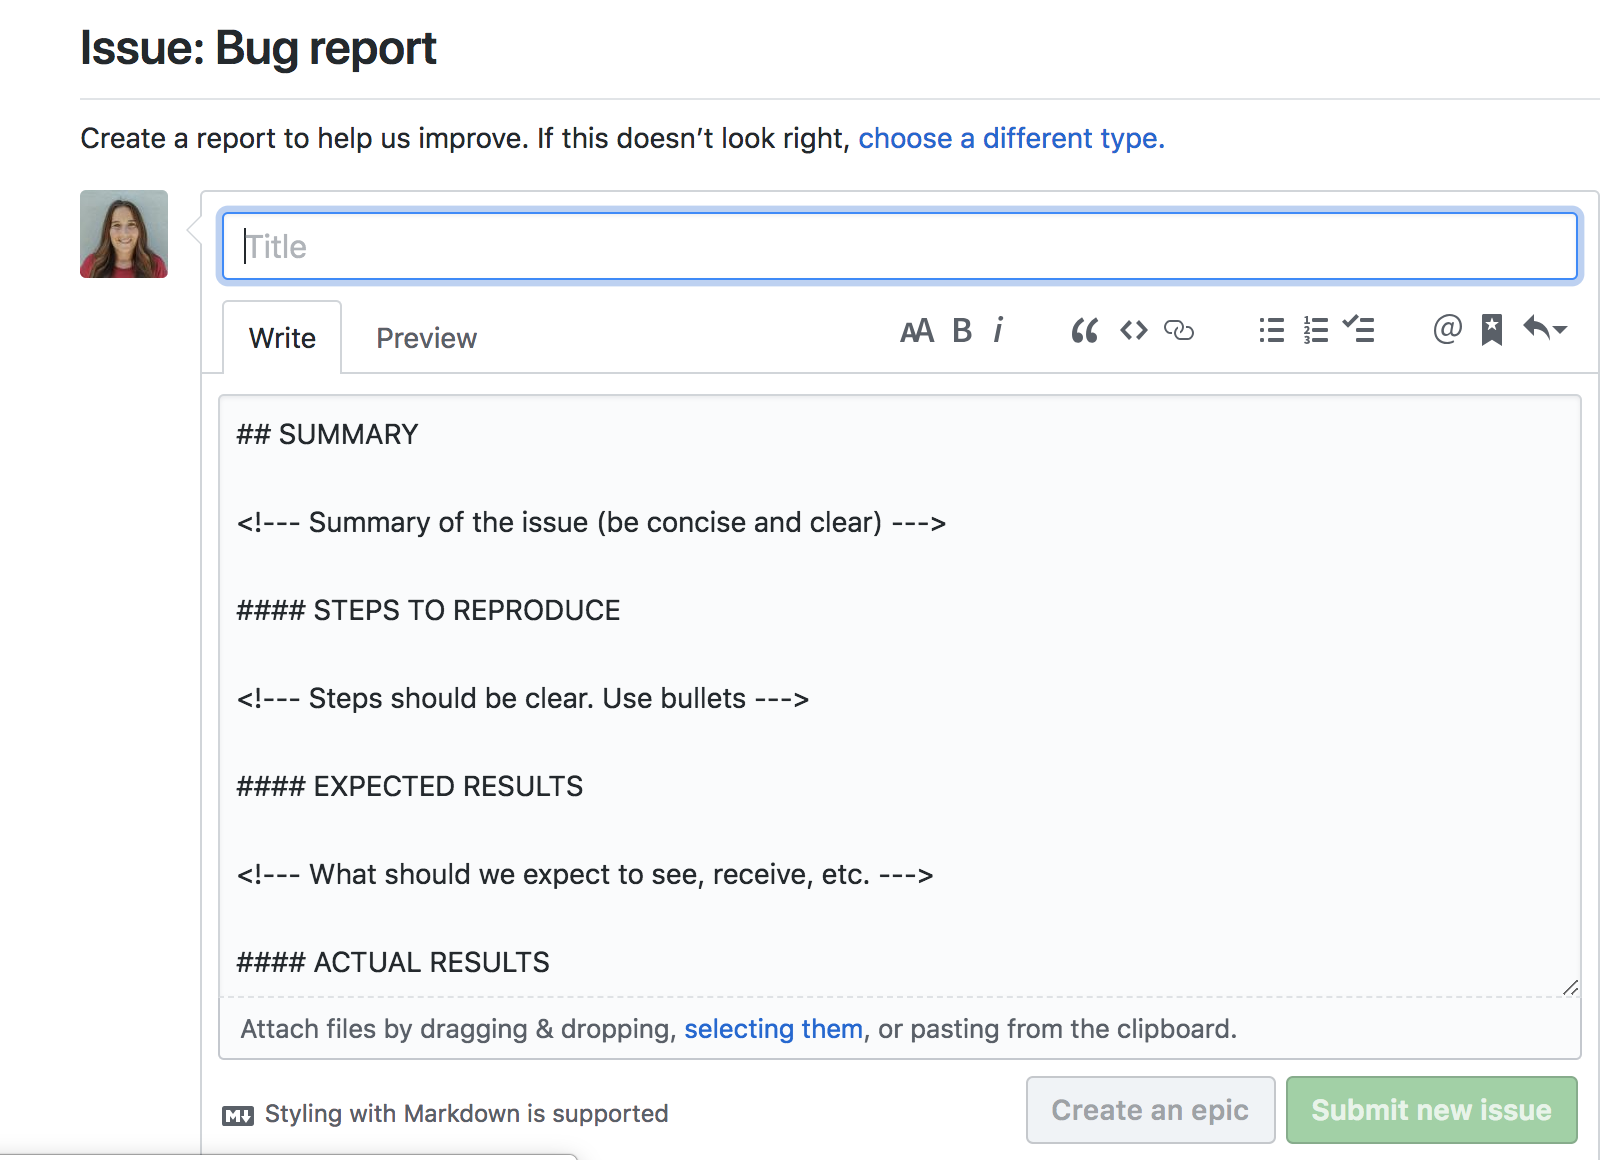 Issue: Bug report
Create a report to help us improve. If this doesn’t look right, choose a different type.
Title
Write Preview
AA B i “ <> @
## SUMMARY
<!--- Summary of the issue (be concise and clear) --->
#### STEPS TO REPRODUCE
<!--- Steps should be clear. Use bullets --->
#### EXPECTED RESULTS
<!--- What should we expect to see, receive, etc. --->
#### ACTUAL RESULTS
Attach files by dragging & dropping, selecting them, or pasting from the clipboard.
M↓ Styling with Markdown is supported
Create an epic Submit new issue